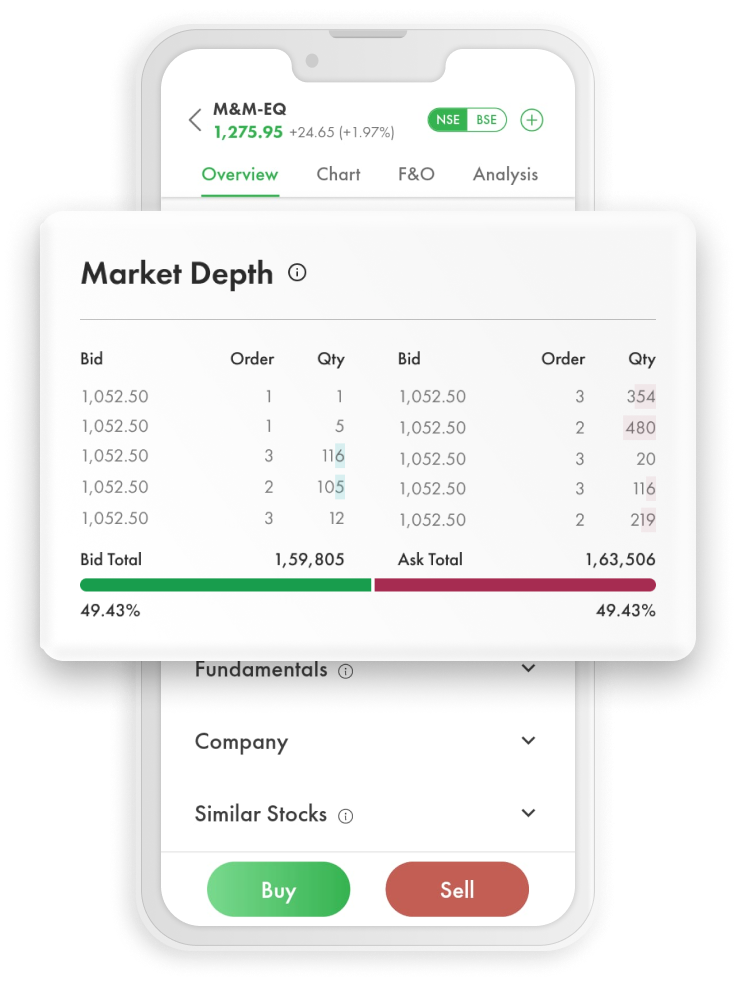 M&M-EQ
1,275.95 +24.65 (+1.97%)
NSE BSE
Overview Chart F&O Analysis
Market Depth
Bid Order Qty Bid Order Qty
1,052.50 1 1 1,052.50 3 354
1,052.50 1 5 1,052.50 2 480
1,052.50 3 116 1,052.50 3 20
1,052.50 2 105 1,052.50 3 116
1,052.50 3 12 1,052.50 2 219
Bid Total 1,59,805 Ask Total 1,63,506
49.43% 49.43%
Fundamentals
Company
Similar Stocks
Buy Sell